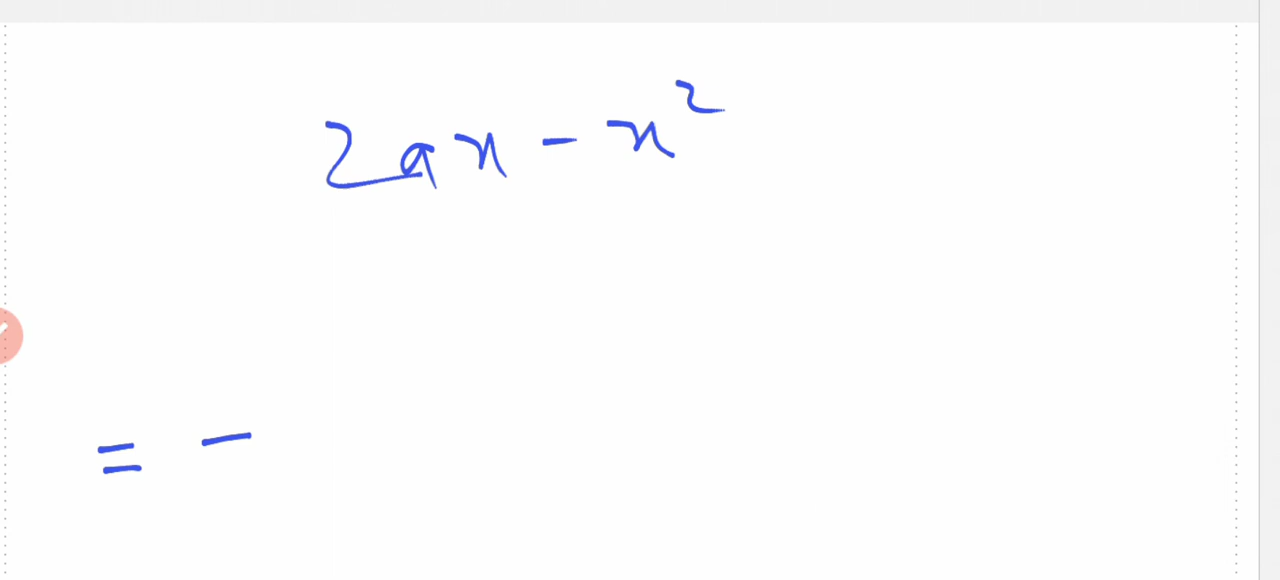 2ax - x²
= -